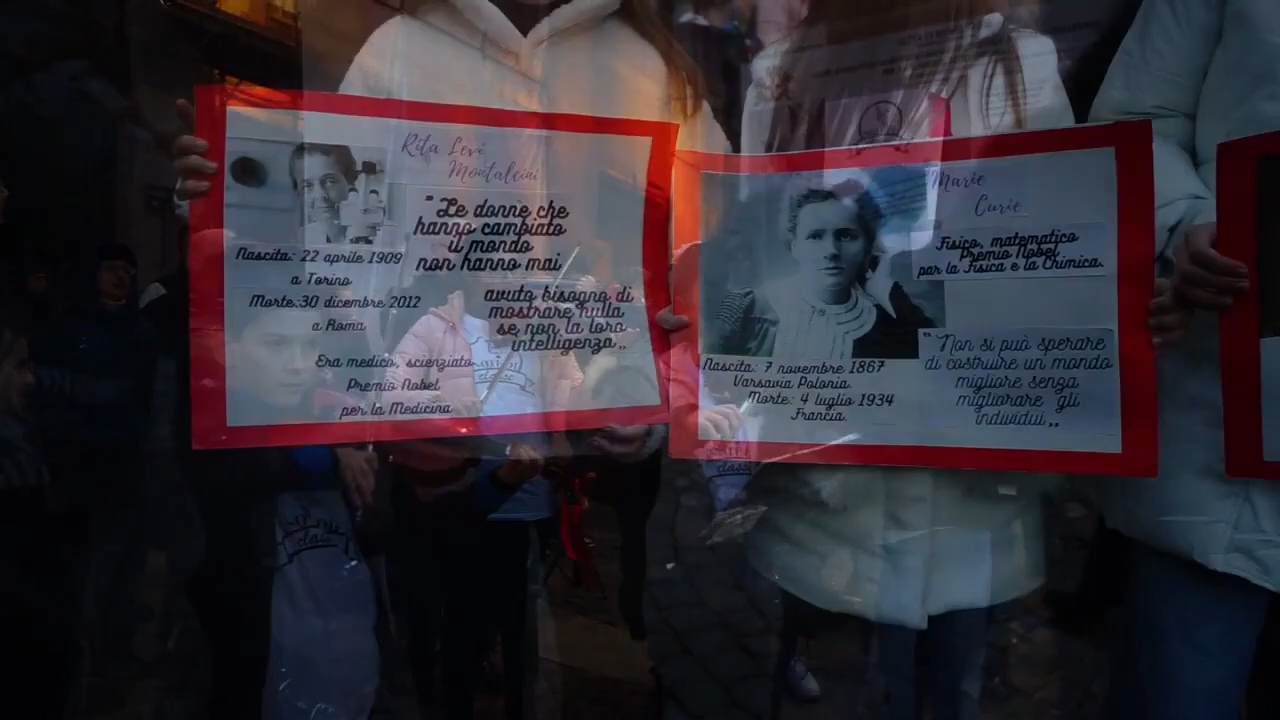 Rita Levi
Montalcini
"Le donne che
hanno cambiato
il mondo
non hanno mai
avuto bisogno di
mostrare nulla
se non la loro
intelligenza„
Nascita: 22 aprile 1909
a Torino
Morte:30 dicembre 2012
a Roma
Era medico, scienziato
Premio Nobel
per la Medicina
Marie
Curie
Fisico, matematico
Premio Nobel
per la Fisica e la Chimica.
Nascita: 7 novembre 1867
Varsavia Polonia.
Morte: 4 luglio 1934
Francia.
"Non si può sperare
di costruire un mondo
migliore senza
migliorare gli
individui„